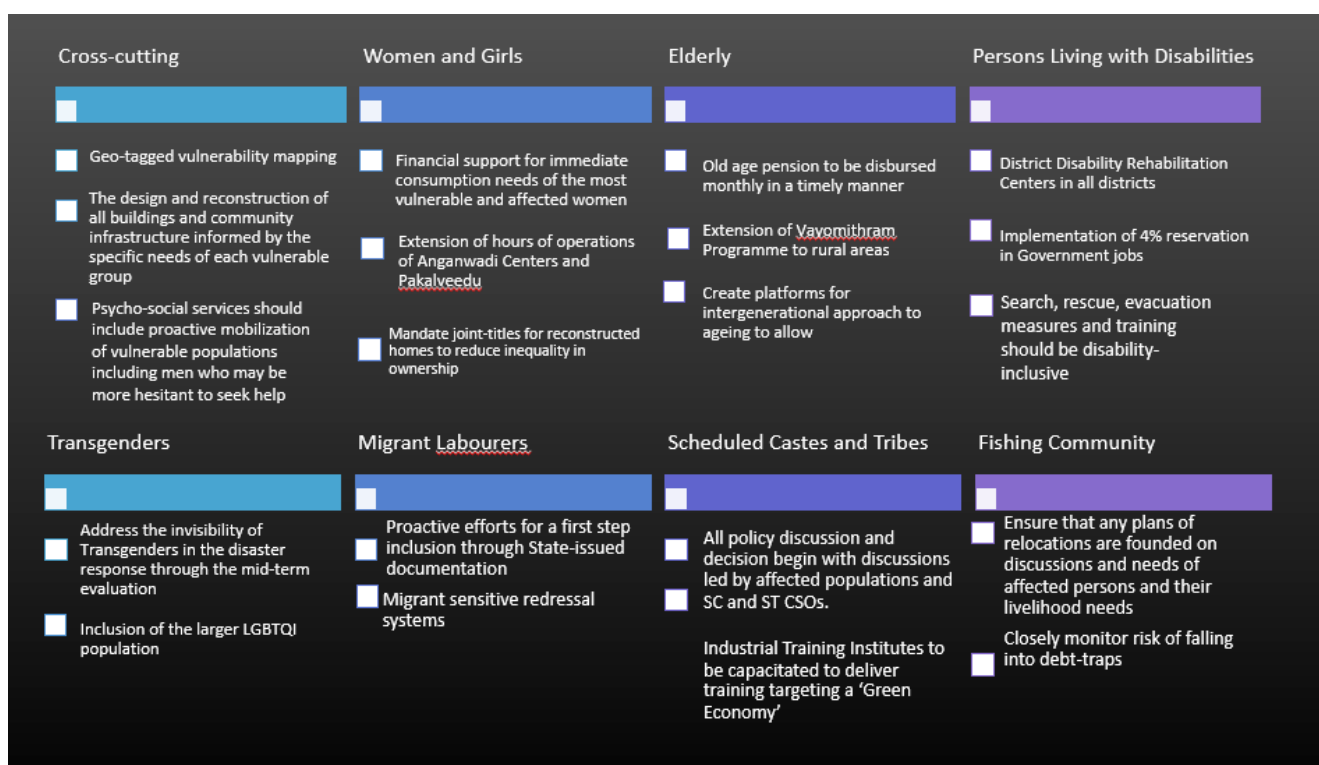 Cross-cutting
Geo-tagged vulnerability mapping
The design and reconstruction of
all buildings and community
infrastructure informed by the
specific needs of each vulnerable
group
Psycho-social services should
include proactive mobilization
of vulnerable populations
including men who may be
more hesitant to seek help
Women and Girls
Financial support for immediate
consumption needs of the most
vulnerable and affected women
Extension of hours of operations
of Anganwadi Centers and
Pakalveedu
Mandate joint-titles for reconstructed
homes to reduce inequality in
ownership
Elderly
Old age pension to be disbursed
monthly in a timely manner
Extension of Vayomithram
Programme to rural areas
Create platforms for
intergenerational approach to
ageing to allow
Persons Living with Disabilities
District Disability Rehabilitation
Centers in all districts
Implementation of 4% reservation
in Government jobs
Search, rescue, evacuation
measures and training
should be disability-
inclusive
Transgenders
Address the invisibility of
Transgenders in the disaster
response through the mid-term
evaluation
Inclusion of the larger LGBTQI
population
Migrant Labourers
Proactive efforts for a first step
inclusion through State-issued
documentation
Migrant sensitive redressal
systems
Scheduled Castes and Tribes
All policy discussion and
decision begin with discussions
led by affected populations and
SC and ST CSOs.
Industrial Training Institutes to
be capacitated to deliver
training targeting a ‘Green
Economy’
Fishing Community
Ensure that any plans of
relocations are founded on
discussions and needs of
affected persons and their
livelihood needs
Closely monitor risk of falling
into debt-traps